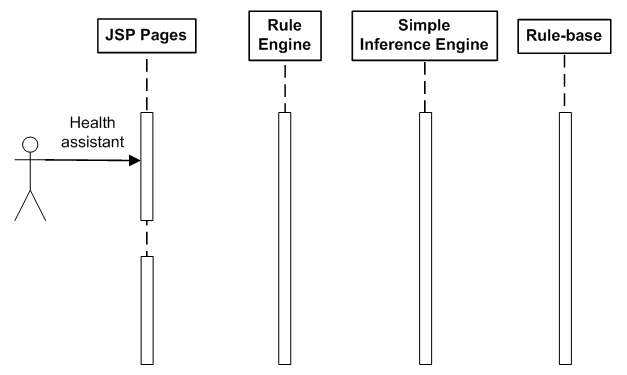 JSP Pages
Rule
Engine
Simple
Inference Engine
Rule-base
Health
assistant